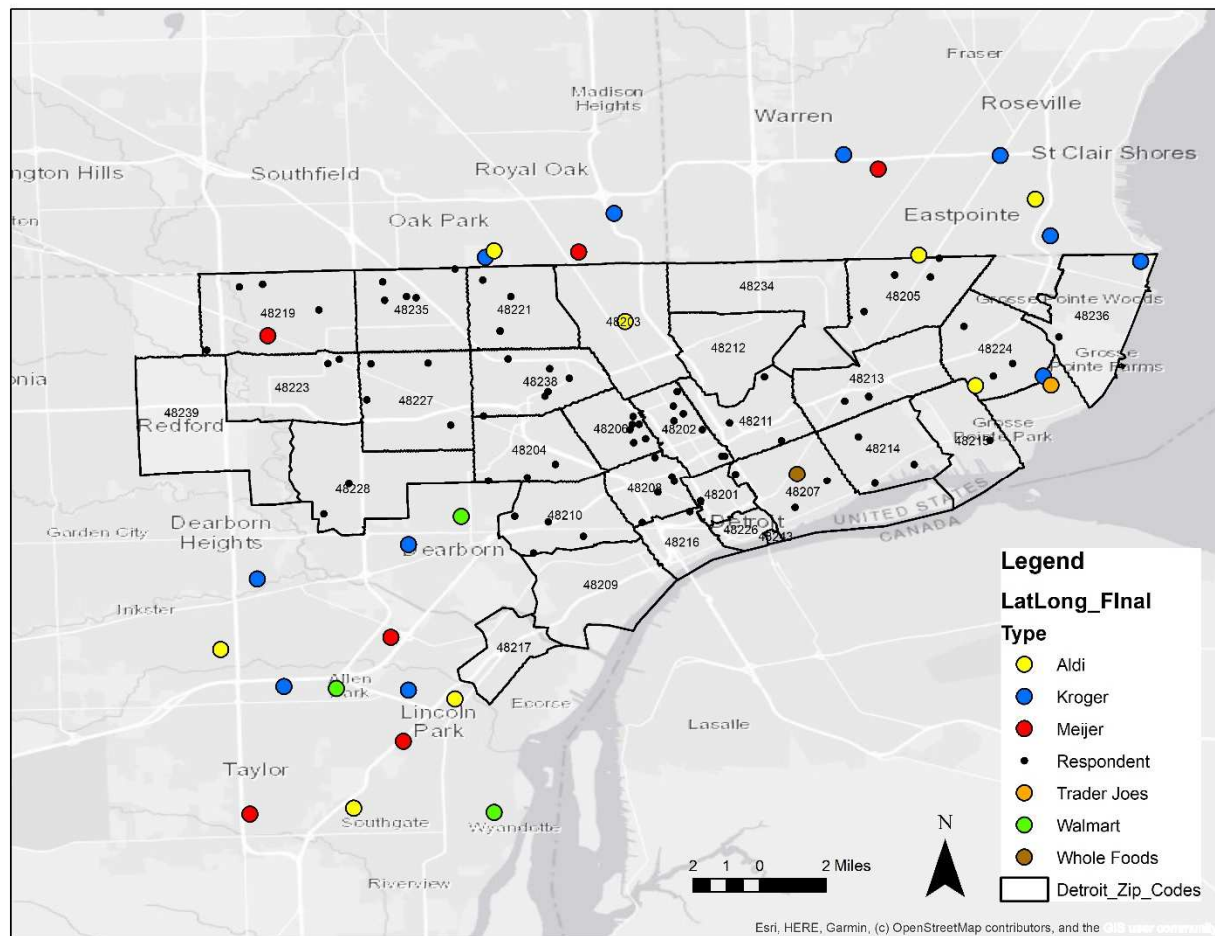 Fraser
Madison
Heights
Roseville
Warren
St Clair Shores
ngton Hills
Southfield
Royal Oak
Oak Park
Eastpointe
ton
48234
48205
Grosse Pointe Woods
48236
48219
48235
48221
48203
48212
48224
Grosse
Pointe Farms
onia
48239
48223
48227
48238
48213
Redford
48206
48202
48211
48204
Grosse
Pointe Park
48214
48215
48228
48208
48201
48207
Garden City
Dearborn
Heights
48210
Detroit
48226
48243
UNITED STATES
CANADA
Dearborn
48216
48209
Inkster
48217
Allen
Park
Lincoln
Park
Ecorse
Lasalle
Taylor
Southgate
Wyandotte
Riverview
Legend
LatLong_FInal
Type
Aldi
Kroger
Meijer
Respondent
Trader Joes
Walmart
Whole Foods
Detroit_Zip_Codes
N
2 1 0 2 Miles
Esri, HERE, Garmin, (c) OpenStreetMap contributors, and the GIS user community